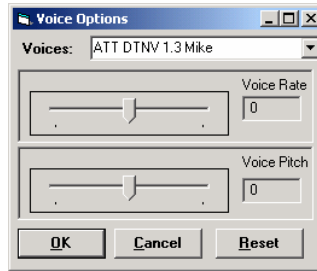 Voice Options
Voices: ATT DTNV 1.3 Mike
Voice Rate
0
Voice Pitch
0
OK Cancel Reset